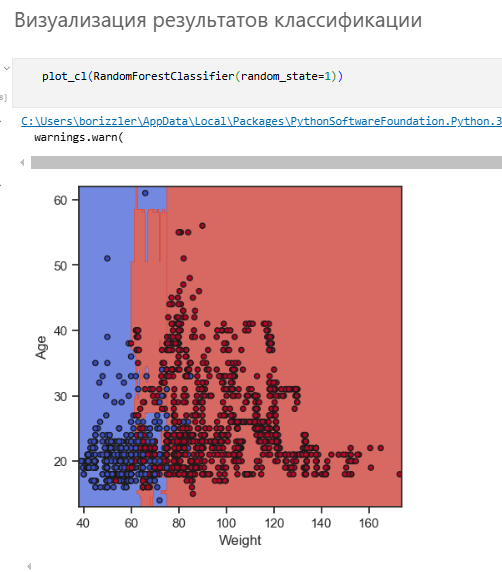 Визуализация результатов классификации
plot_cl(RandomForestClassifier(random_state=1))
C:\Users\borizzler\AppData\Local\Packages\PythonSoftwareFoundation.Python.3
warnings.warn(
60
50
40
30
20
Age
40 60 80 100 120 140 160
Weight